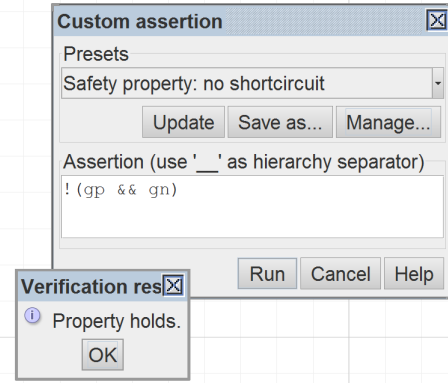 Custom assertion
Presets
Safety property: no shortcircuit
Update Save as... Manage...
Assertion (use '__' as hierarchy separator)
!(gp && gn)
Run Cancel Help
Verification res
Property holds.
OK